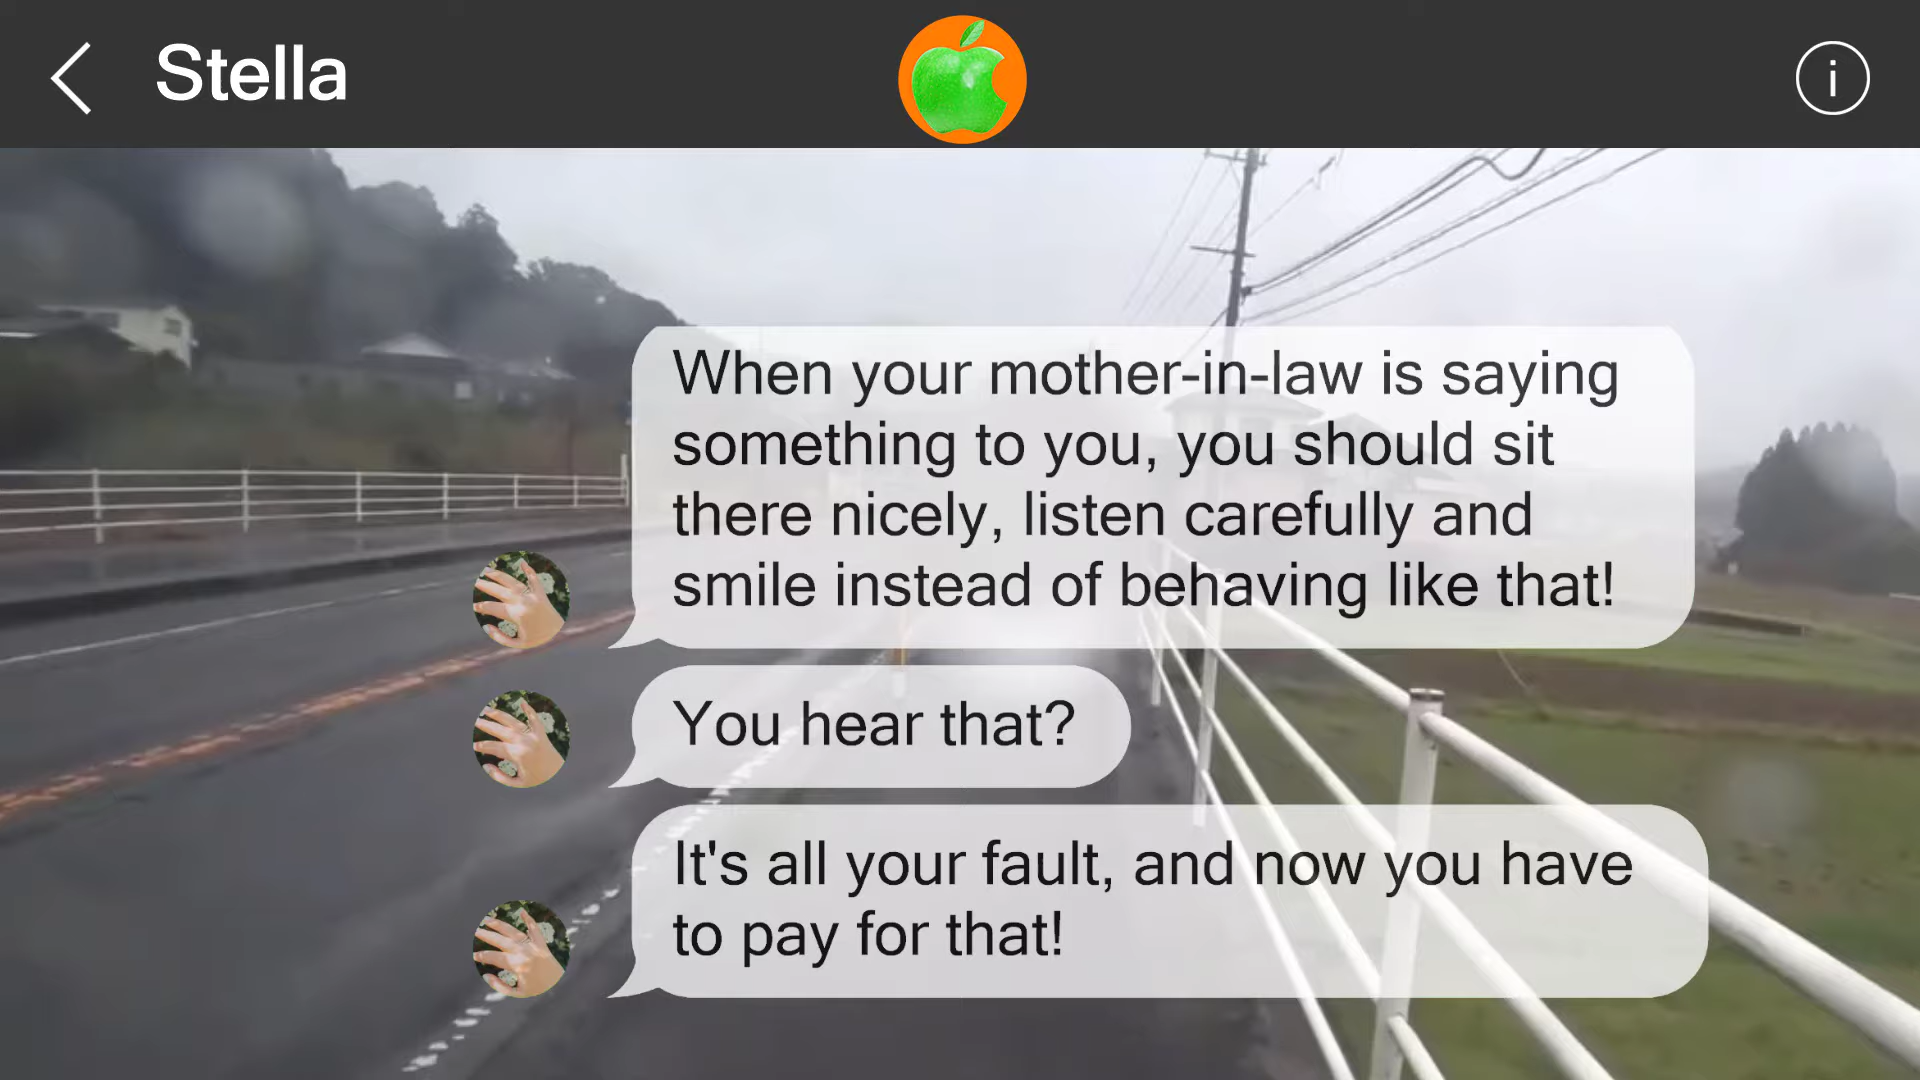 Stella
i
When your mother-in-law is saying
something to you, you should sit
there nicely, listen carefully and
smile instead of behaving like that!
You hear that?
It's all your fault, and now you have
to pay for that!